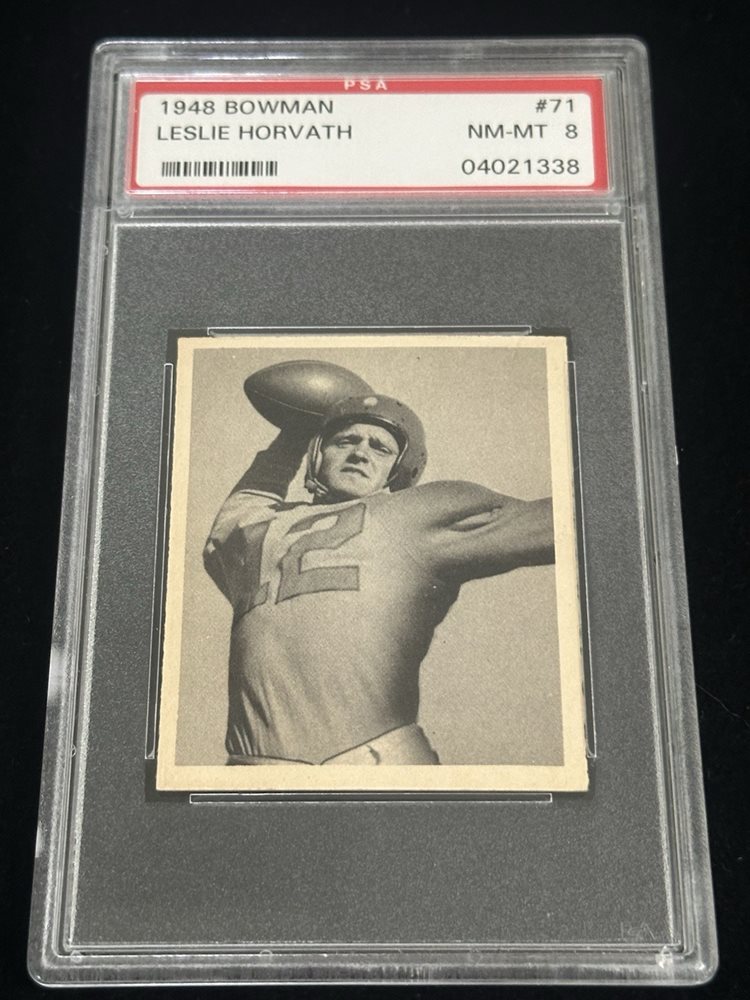 PSA
1948 BOWMAN #71
LESLIE HORVATH NM-MT 8
04021338
12